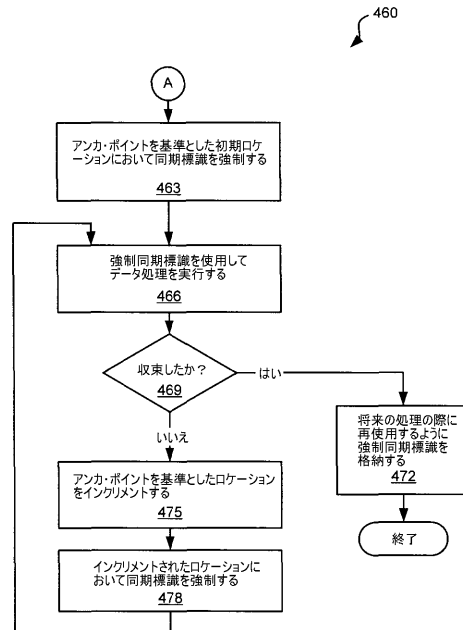 460
A
アンカ・ポイントを基準とした初期ロケ
ーションにおいて同期標識を強制する
463
強制同期標識を使用して
データ処理を実行する
466
収束したか？
469
はい
いいえ
将来の処理の際に
再使用するように
強制同期標識を
格納する
472
アンカ・ポイントを基準としたロケーション
をインクリメントする
475
終了
インクリメントされたロケーションに
おいて同期標識を強制する
478